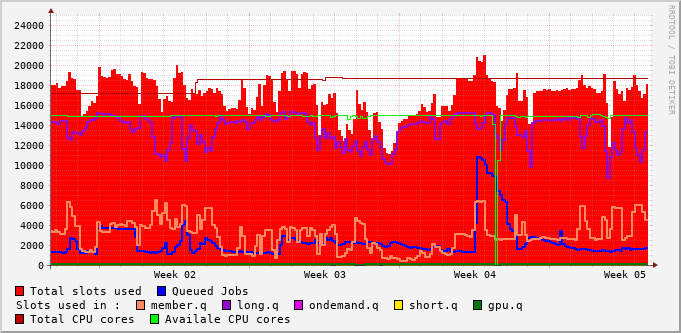 24000
22000
20000
18000
16000
14000
12000
10000
8000
6000
4000
2000
0
Week 02 Week 03 Week 04 Week 05
Total slots used Queued Jobs
Slots used in : member.q long.q ondemand.q short.q gpu.q
Total CPU cores Availale CPU cores
RRDTOOL / TOBI OETIKER